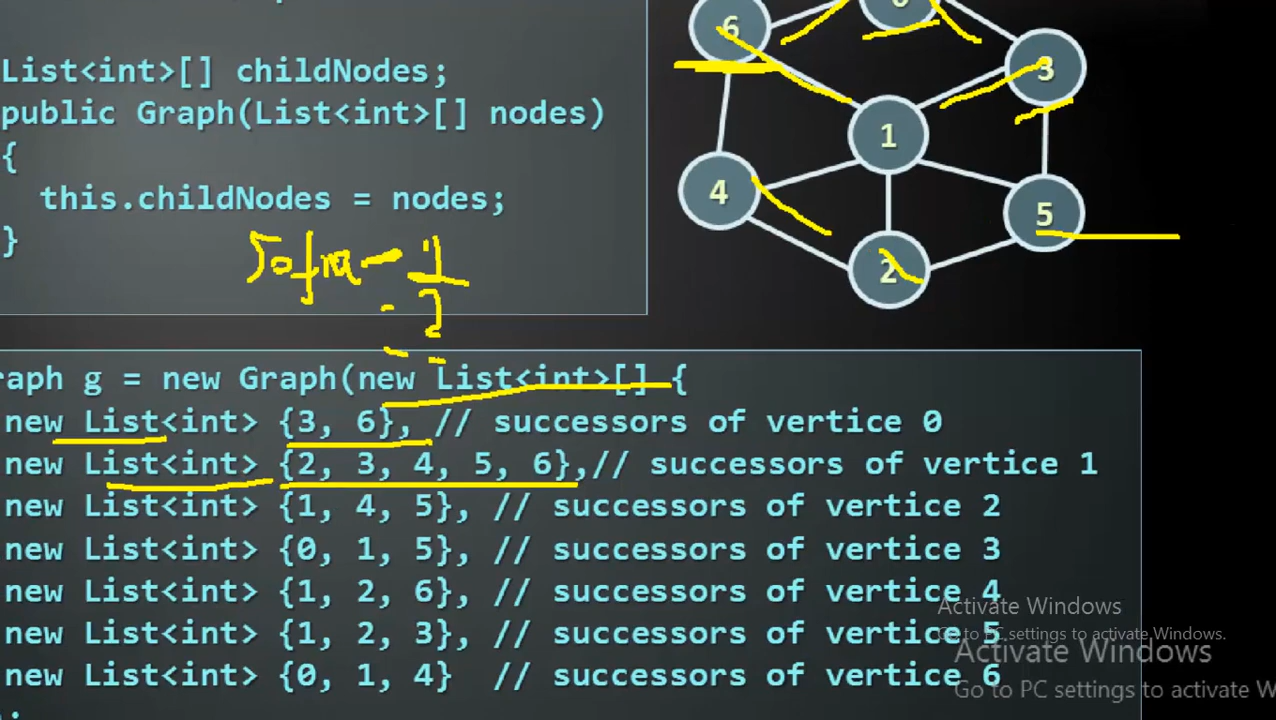 6
3
List<int>[] childNodes;
public Graph(List<int>[] nodes)
1
{
4
this.childNodes = nodes;
5
}
Sofia - 1
2
2
raph g = new Graph(new List<int>[] {
new List<int> {3, 6}, // successors of vertice 0
new List<int> {2, 3, 4, 5, 6},// successors of vertice 1
new List<int> {1, 4, 5}, // successors of vertice 2
new List<int> {0, 1, 5}, // successors of vertice 3
new List<int> {1, 2, 6}, // successors of vertice 4
Activate Windows
new List<int> {1, 2, 3}, // successors of vertice 5
Go to PC settings to activate Windows.
Activate Windows
new List<int> {0, 1, 4} // successors of vertice 6
Go to PC settings to activate W